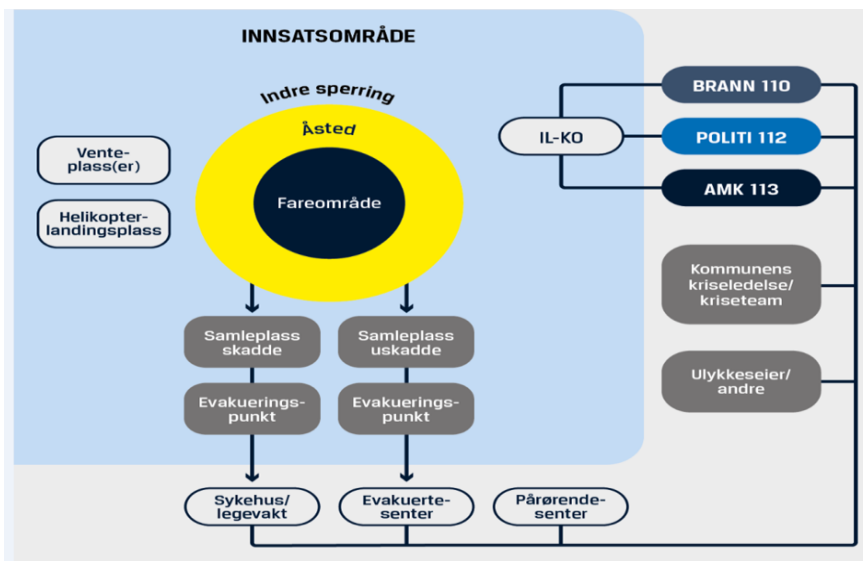 INNSATSOMRÅDE
Indre sperring
Åsted
Fareområde
Vente-
plass(er)
Helikopter-
landingsplass
IL-KO
BRANN 110
POLITI 112
AMK 113
Kommunens
kriseledelse/
kriseteam
Ulykkeseier/
andre
Samleplass
skadde
Samleplass
uskadde
Evakuerings-
punkt
Evakuerings-
punkt
Sykehus/
legevakt
Evakuerte-
senter
Pårørende-
senter